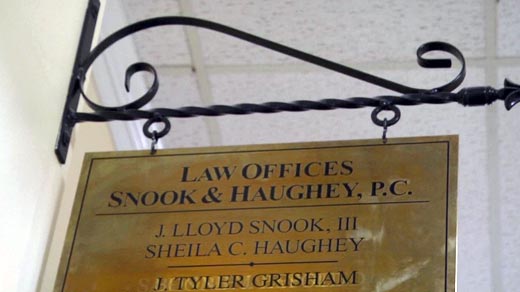 LAW OFFICES
SNOOK & HAUGHEY, P.C.
J. LLOYD SNOOK, III
SHEILA C. HAUGHEY
J. TYLER GRISHAM